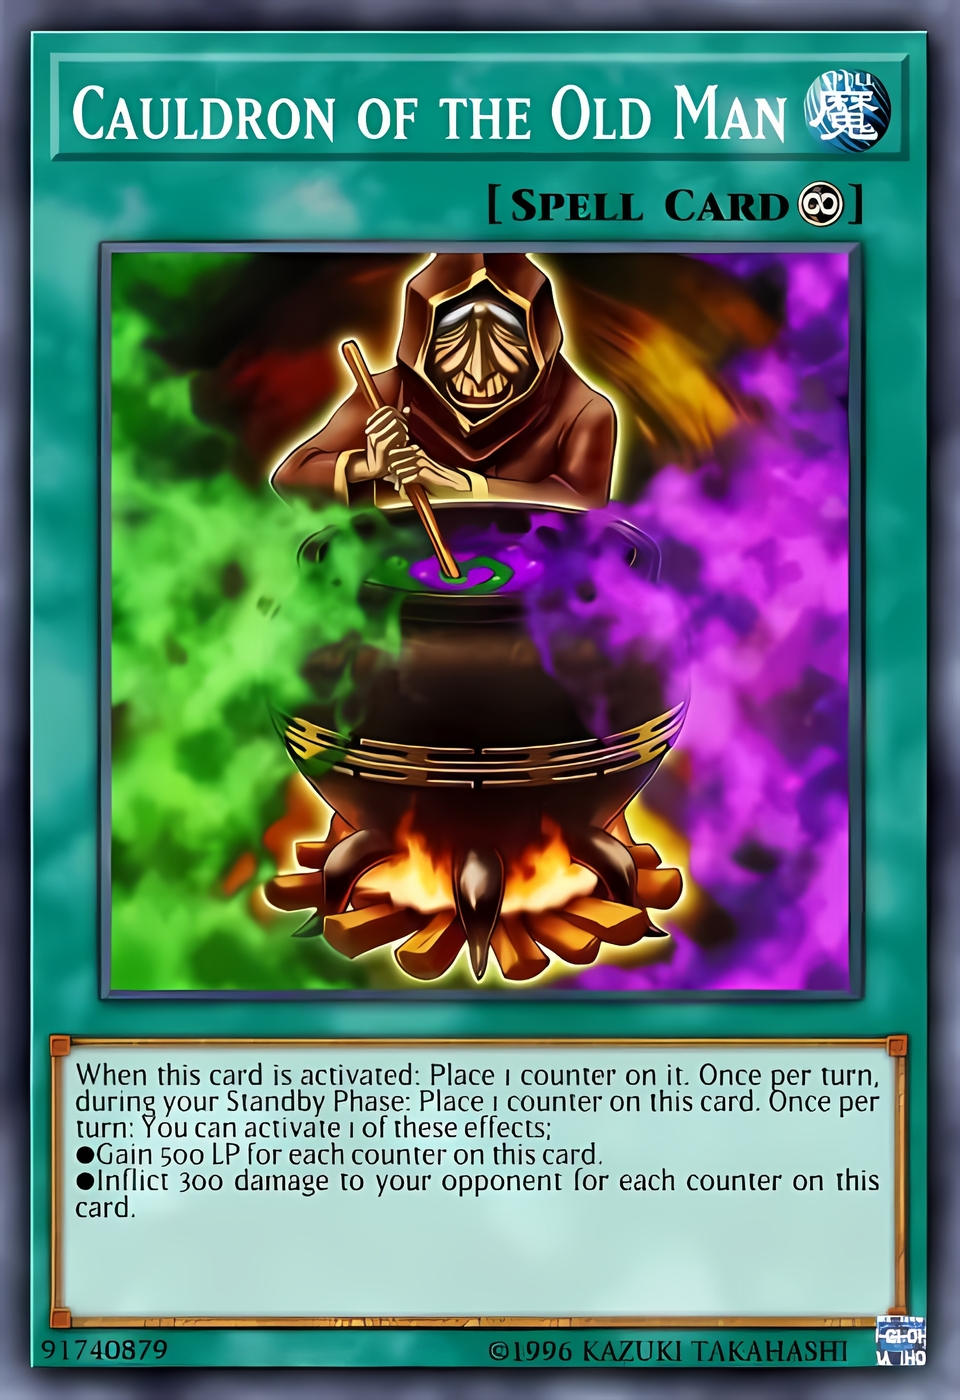 Cauldron of the Old Man 魔
[Spell Card]
When this card is activated: Place 1 counter on it. Once per turn,
during your Standby Phase: Place 1 counter on this card. Once per
turn: You can activate 1 of these effects;
●Gain 500 LP for each counter on this card.
●Inflict 300 damage to your opponent for each counter on this
card.
91740879 ©1996 KAZUKI TAKAHASHI